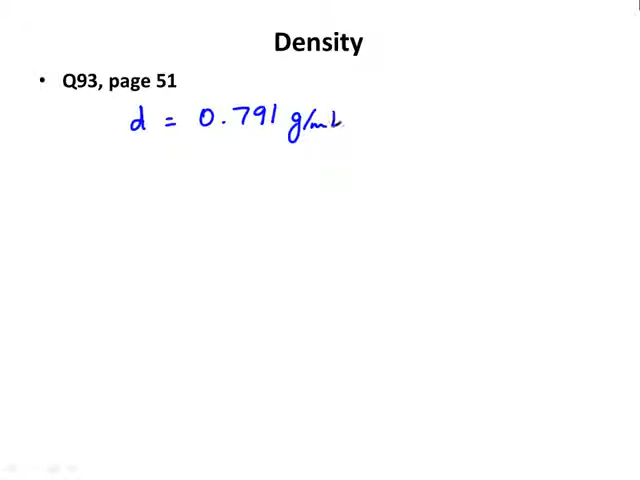 Density
• Q93, page 51
d = 0.791 g/mL